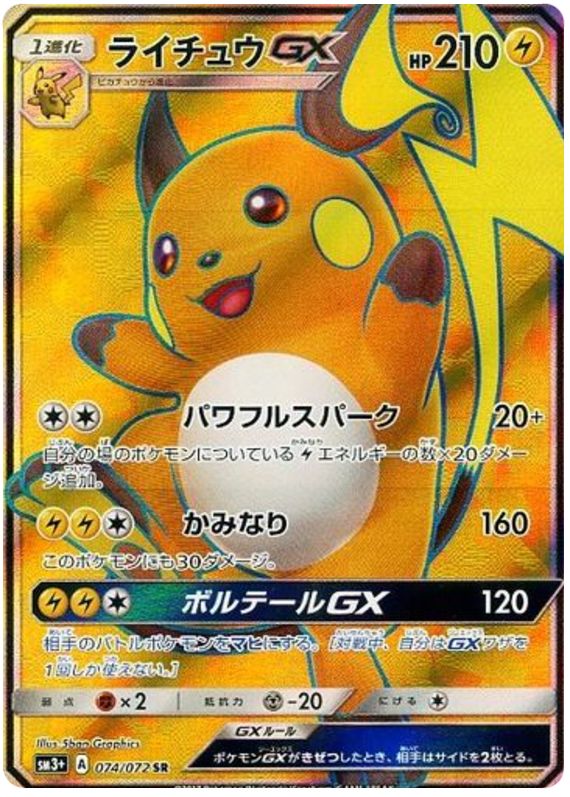 1進化 ライチュウGX HP210
ピカチュウから進化
パワフルスパーク 20+
自分の場のポケモンについているエネルギーの数×20ダメー
ジ追加。
かみなり 160
このポケモンにも30ダメージ。
ボルテールGX 120
相手のバトルポケモンをマヒにする。[対戦中、自分はGXワザを
1回しか使えない。]
弱点 ×2 抵抗力 -20 にげる
GXルール
ポケモンGXがきぜつしたとき、相手はサイドを2枚とる。
Illus. 5ban Graphics
SM3+ A 074/072 SR